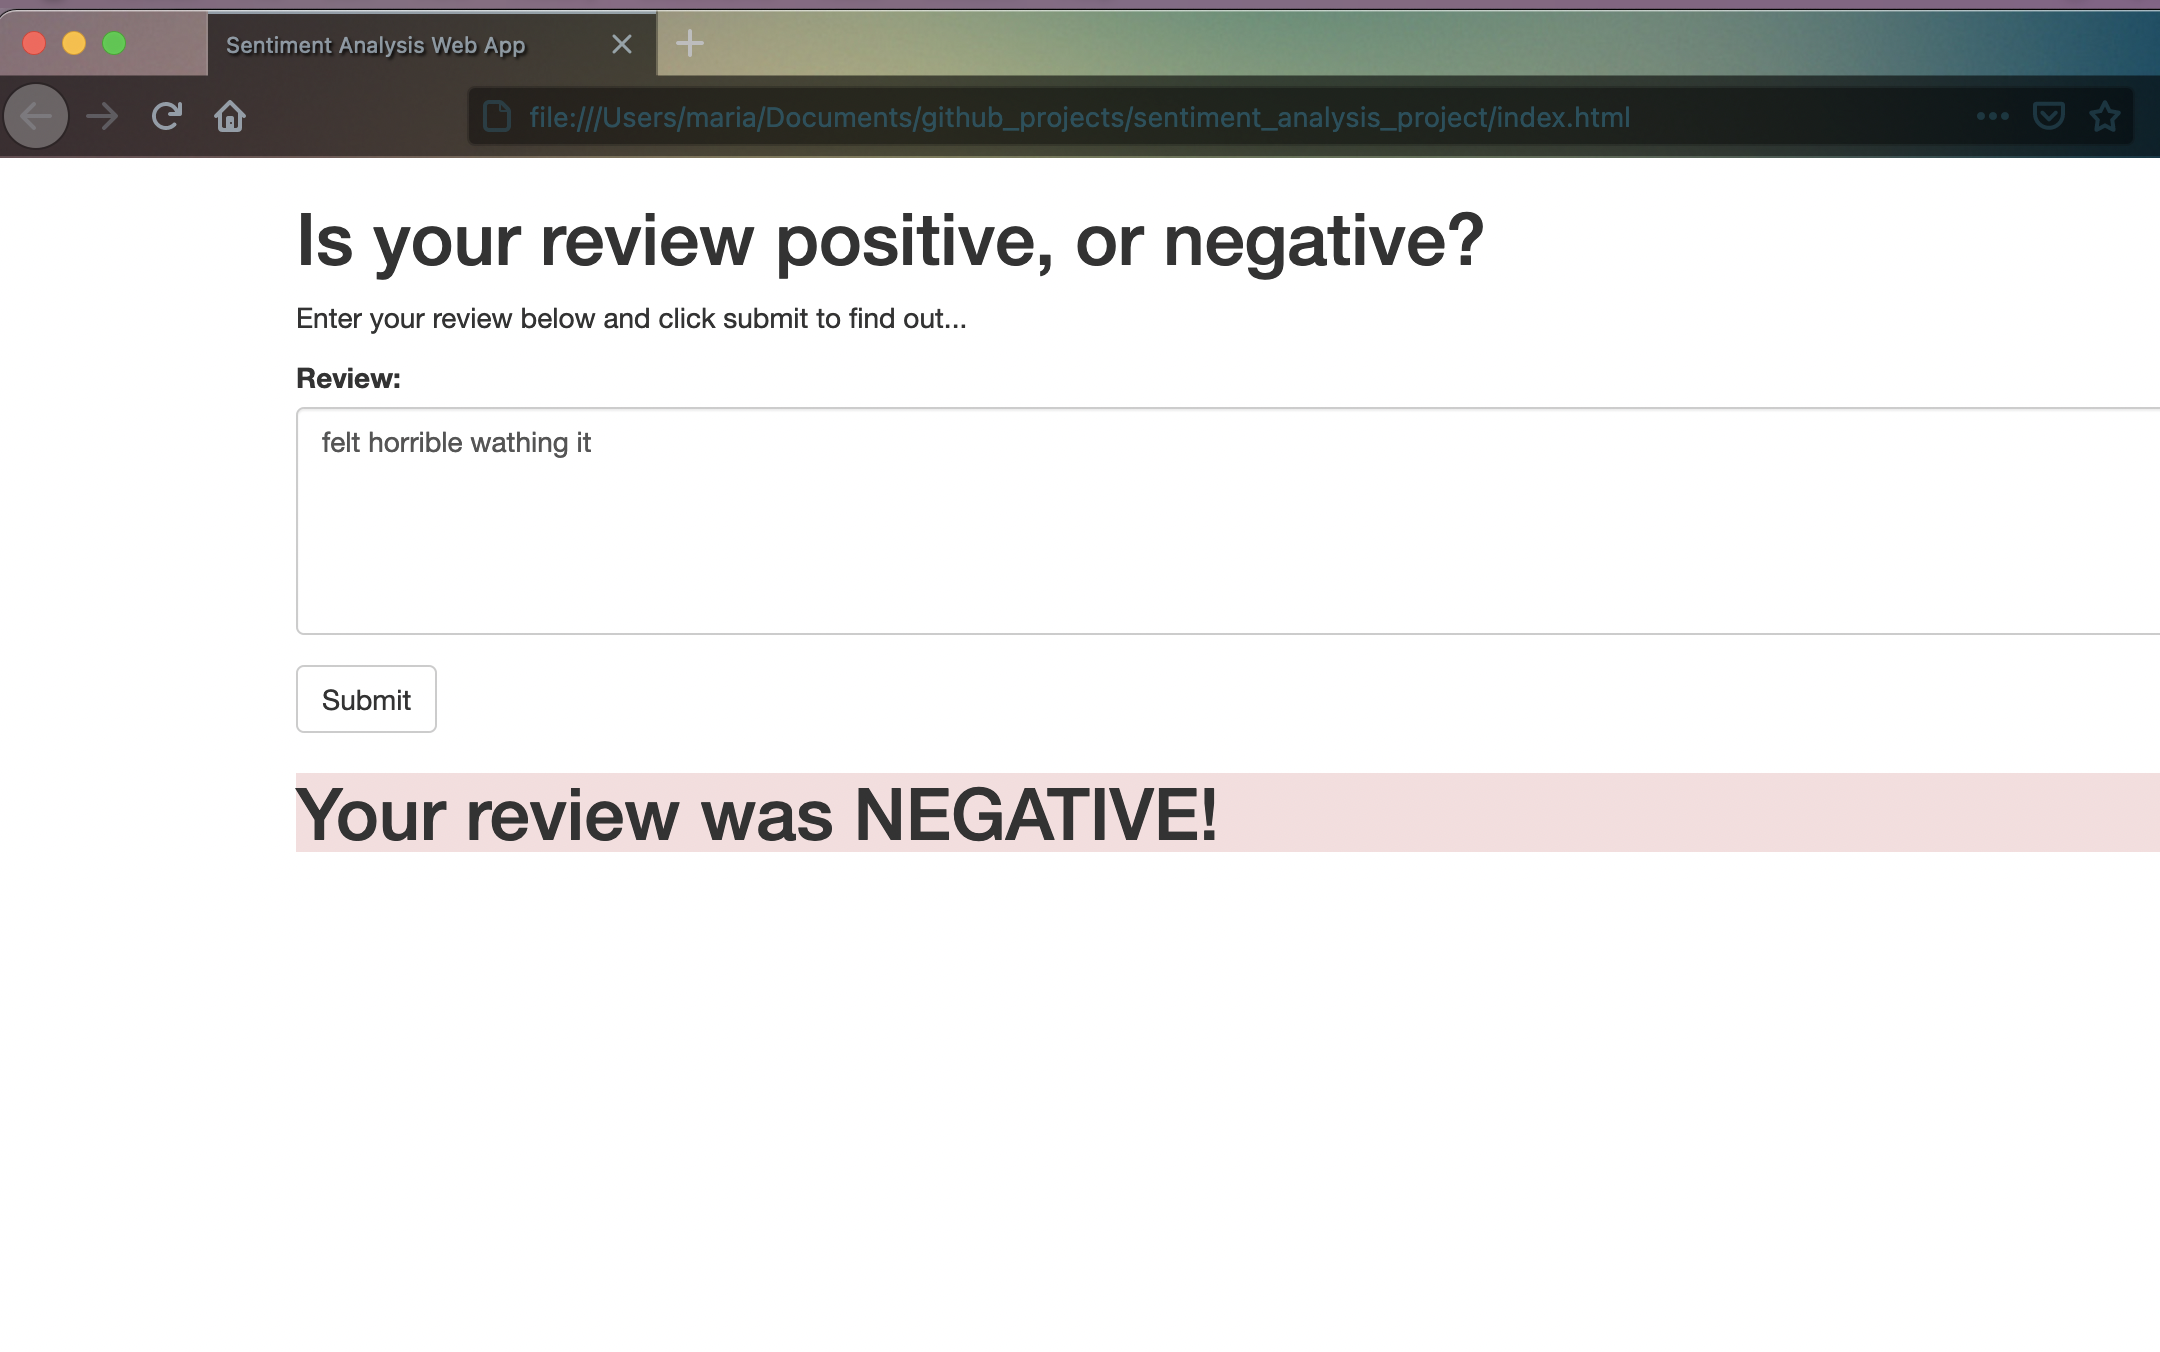 Sentiment Analysis Web App
file:///Users/maria/Documents/github_projects/sentiment_analysis_project/index.html
Is your review positive, or negative?
Enter your review below and click submit to find out...
Review:
felt horrible wathing it
Submit
Your review was NEGATIVE!